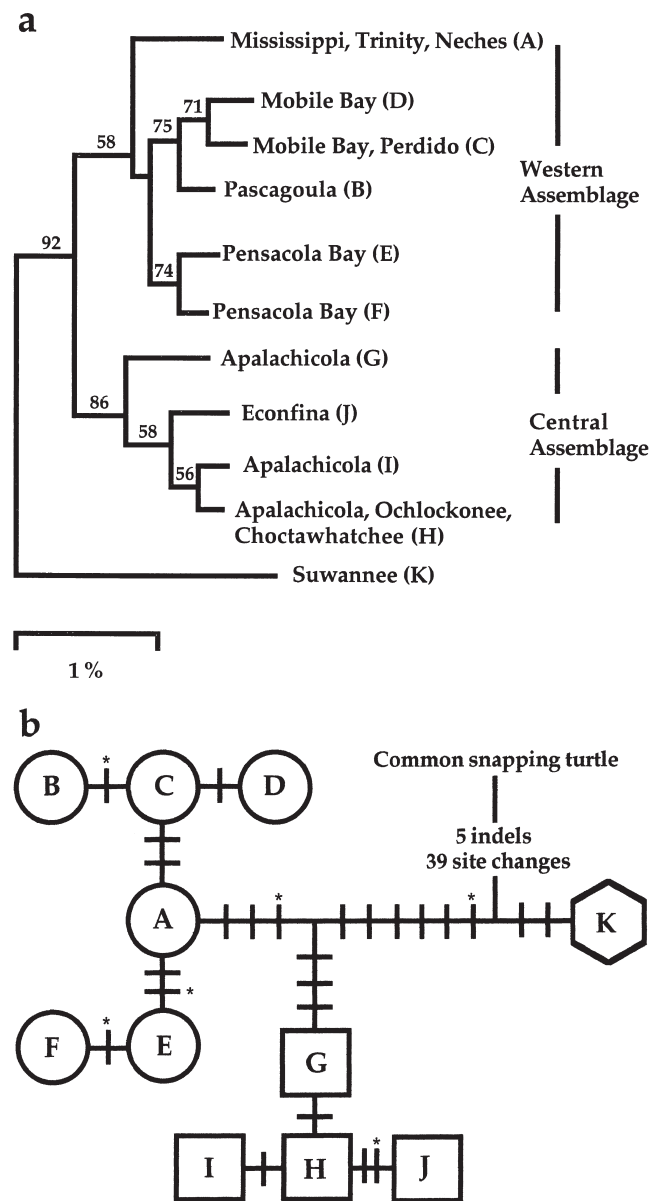 a
Mississippi, Trinity, Neches (A)
71
Mobile Bay (D)
75
58
Mobile Bay, Perdido (C)
Western
Assemblage
Pascagoula (B)
92
Pensacola Bay (E)
74
Pensacola Bay (F)
Apalachicola (G)
86
Econfina (J)
58
Central
Assemblage
Apalachicola (I)
56
Apalachicola, Ochlockonee,
Choctawhatchee (H)
Suwannee (K)
1 %
b
Common snapping turtle
B
*
C
D
5 indels
39 site changes
A
*
*
K
*
F
*
E
G
I
H
*
J